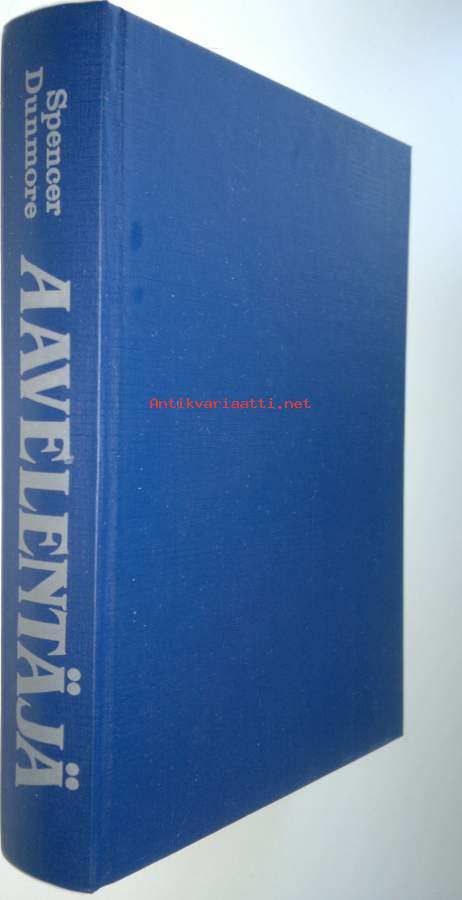 Spencer
Dunmore
AAVELENTÄJÄ
Antikvariaatti.net